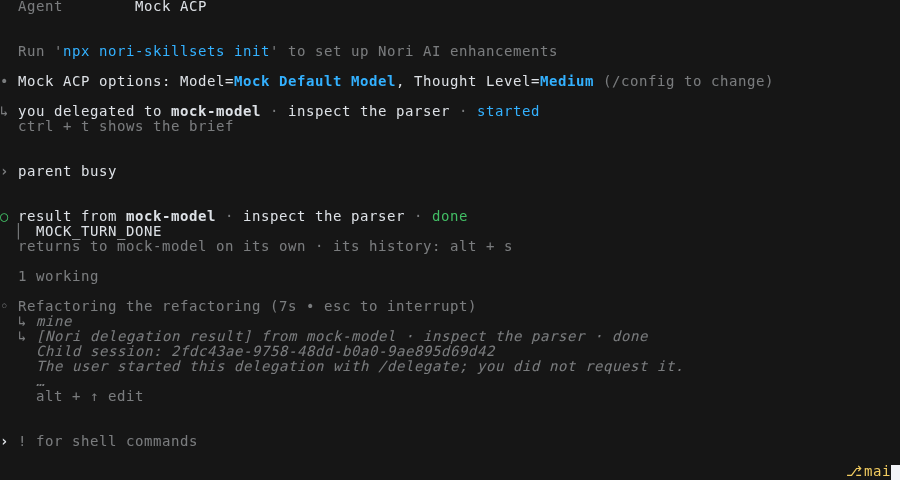 Agent        Mock ACP
Run 'npx nori-skillsets init' to set up Nori AI enhancements
• Mock ACP options: Model=Mock Default Model, Thought Level=Medium (/config to change)
↳ you delegated to mock-model · inspect the parser · started
ctrl + t shows the brief
› parent busy
○ result from mock-model · inspect the parser · done
│ MOCK_TURN_DONE
returns to mock-model on its own · its history: alt + s
1 working
◦ Refactoring the refactoring (7s • esc to interrupt)
↳ mine
↳ [Nori delegation result] from mock-model · inspect the parser · done
Child session: 2fdc43ae-9758-48dd-b0a0-9ae895d69d42
The user started this delegation with /delegate; you did not request it.
…
alt + ↑ edit
› ! for shell commands
⎇mai